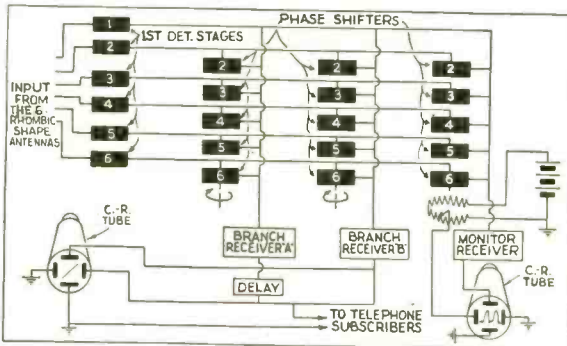 1
2
3
4
5
6
1ST DET. STAGES
PHASE SHIFTERS
INPUT
FROM
THE 6
RHOMBIC
SHAPE
ANTENNAS
2
3
4
5
6
2
3
4
5
6
2
3
4
5
6
C.-R.
TUBE
BRANCH
RECEIVER "A"
BRANCH
RECEIVER "B"
MONITOR
RECEIVER
DELAY
TO TELEPHONE
SUBSCRIBERS
C.-R.
TUBE